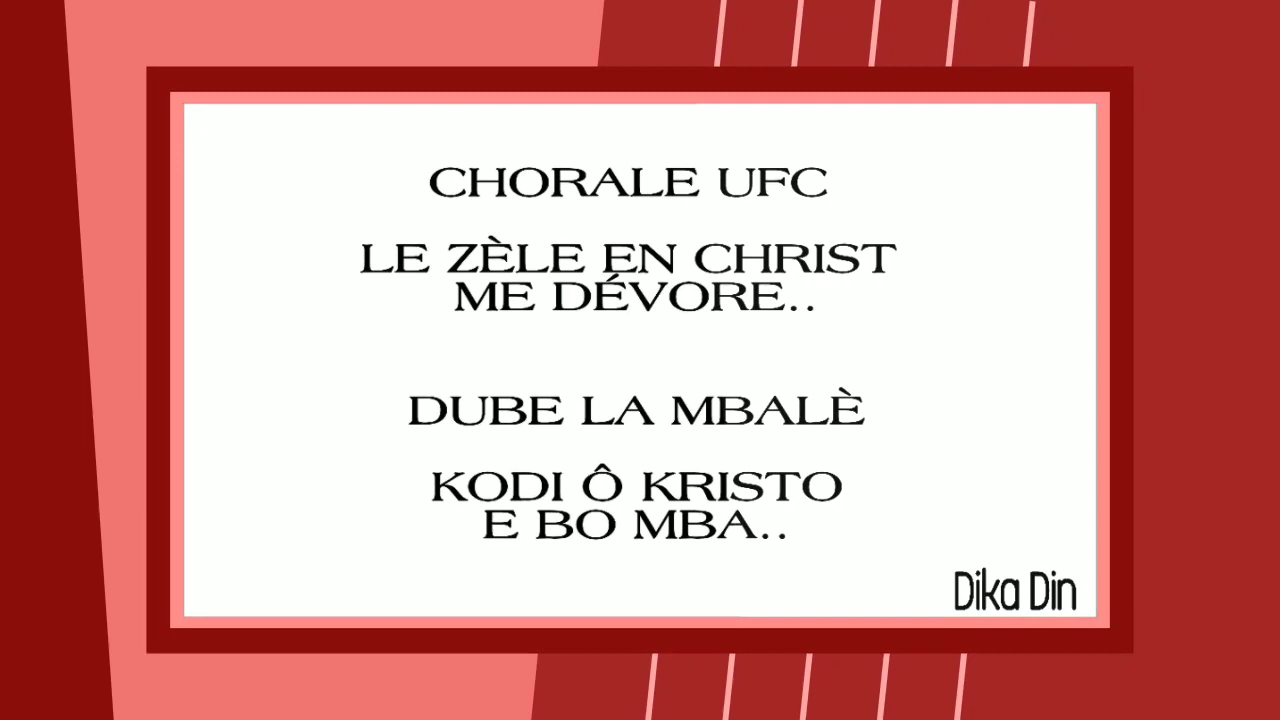 CHORALE UFC
LE ZÈLE EN CHRIST
ME DÉVORE..
DUBE LA MBALÈ
KODI Ô KRISTO
E BO MBA..
Dika Din